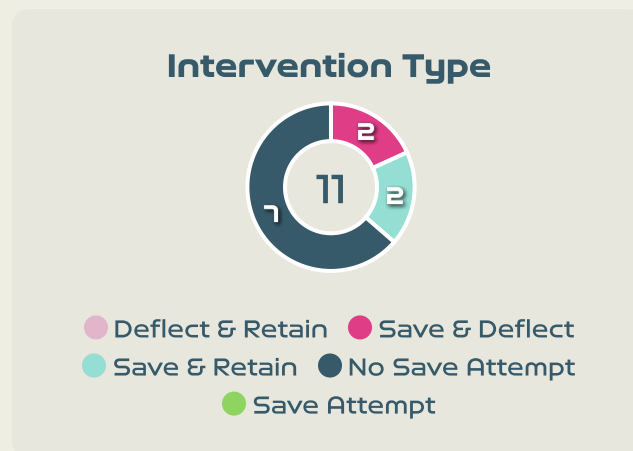 Intervention Type
2
11
2
7
Deflect & Retain Save & Deflect
Save & Retain No Save Attempt
Save Attempt